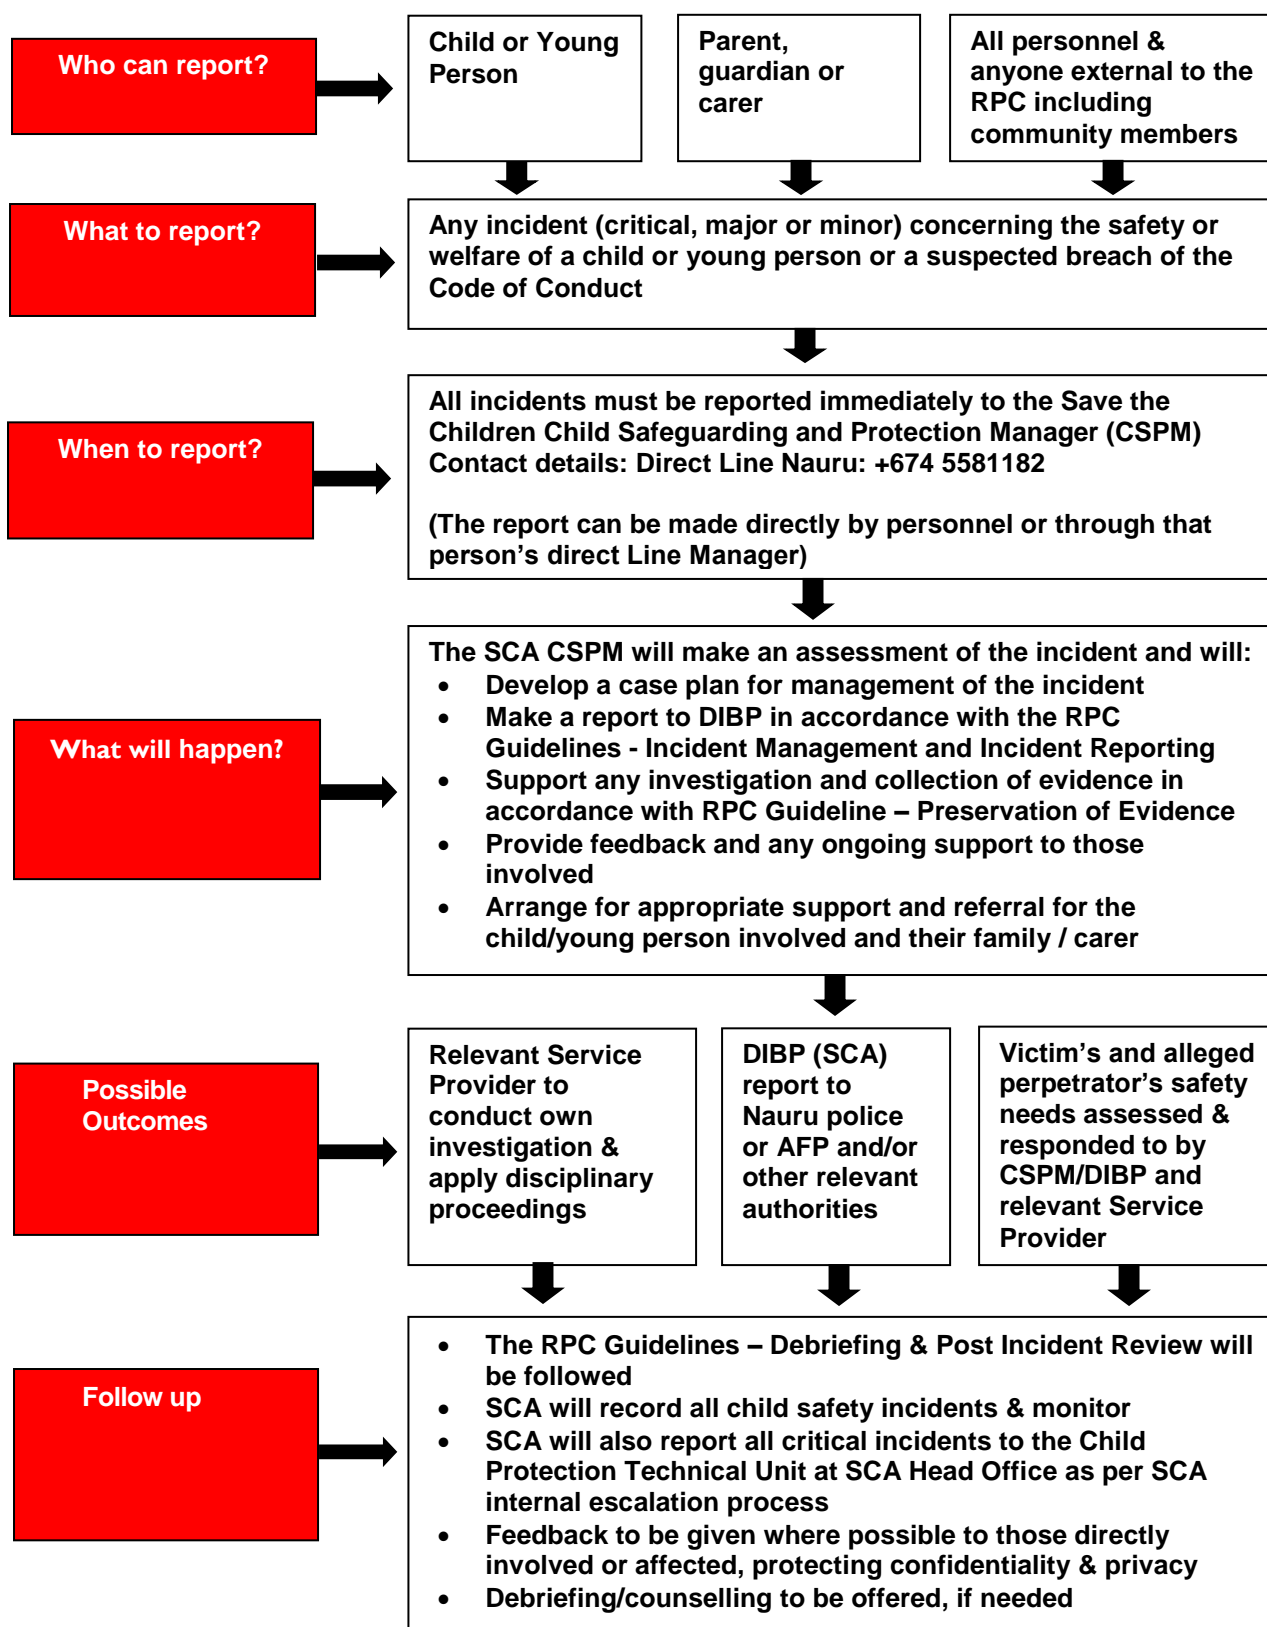 Who can report?
Child or Young
Person
Parent,
guardian or
carer
All personnel &
anyone external to the
RPC including
community members
What to report?
Any incident (critical, major or minor) concerning the safety or
welfare of a child or young person or a suspected breach of the
Code of Conduct
When to report?
All incidents must be reported immediately to the Save the
Children Child Safeguarding and Protection Manager (CSPM)
Contact details: Direct Line Nauru: +674 5581182
(The report can be made directly by personnel or through that
person’s direct Line Manager)
What will happen?
The SCA CSPM will make an assessment of the incident and will:
• Develop a case plan for management of the incident
• Make a report to DIBP in accordance with the RPC
Guidelines - Incident Management and Incident Reporting
• Support any investigation and collection of evidence in
accordance with RPC Guideline – Preservation of Evidence
• Provide feedback and any ongoing support to those
involved
• Arrange for appropriate support and referral for the
child/young person involved and their family / carer
Possible
Outcomes
Relevant Service
Provider to
conduct own
investigation &
apply disciplinary
proceedings
DIBP (SCA)
report to
Nauru police
or AFP and/or
other relevant
authorities
Victim’s and alleged
perpetrator’s safety
needs assessed &
responded to by
CSPM/DIBP and
relevant Service
Provider
Follow up
• The RPC Guidelines – Debriefing & Post Incident Review will
be followed
• SCA will record all child safety incidents & monitor
• SCA will also report all critical incidents to the Child
Protection Technical Unit at SCA Head Office as per SCA
internal escalation process
• Feedback to be given where possible to those directly
involved or affected, protecting confidentiality & privacy
• Debriefing/counselling to be offered, if needed